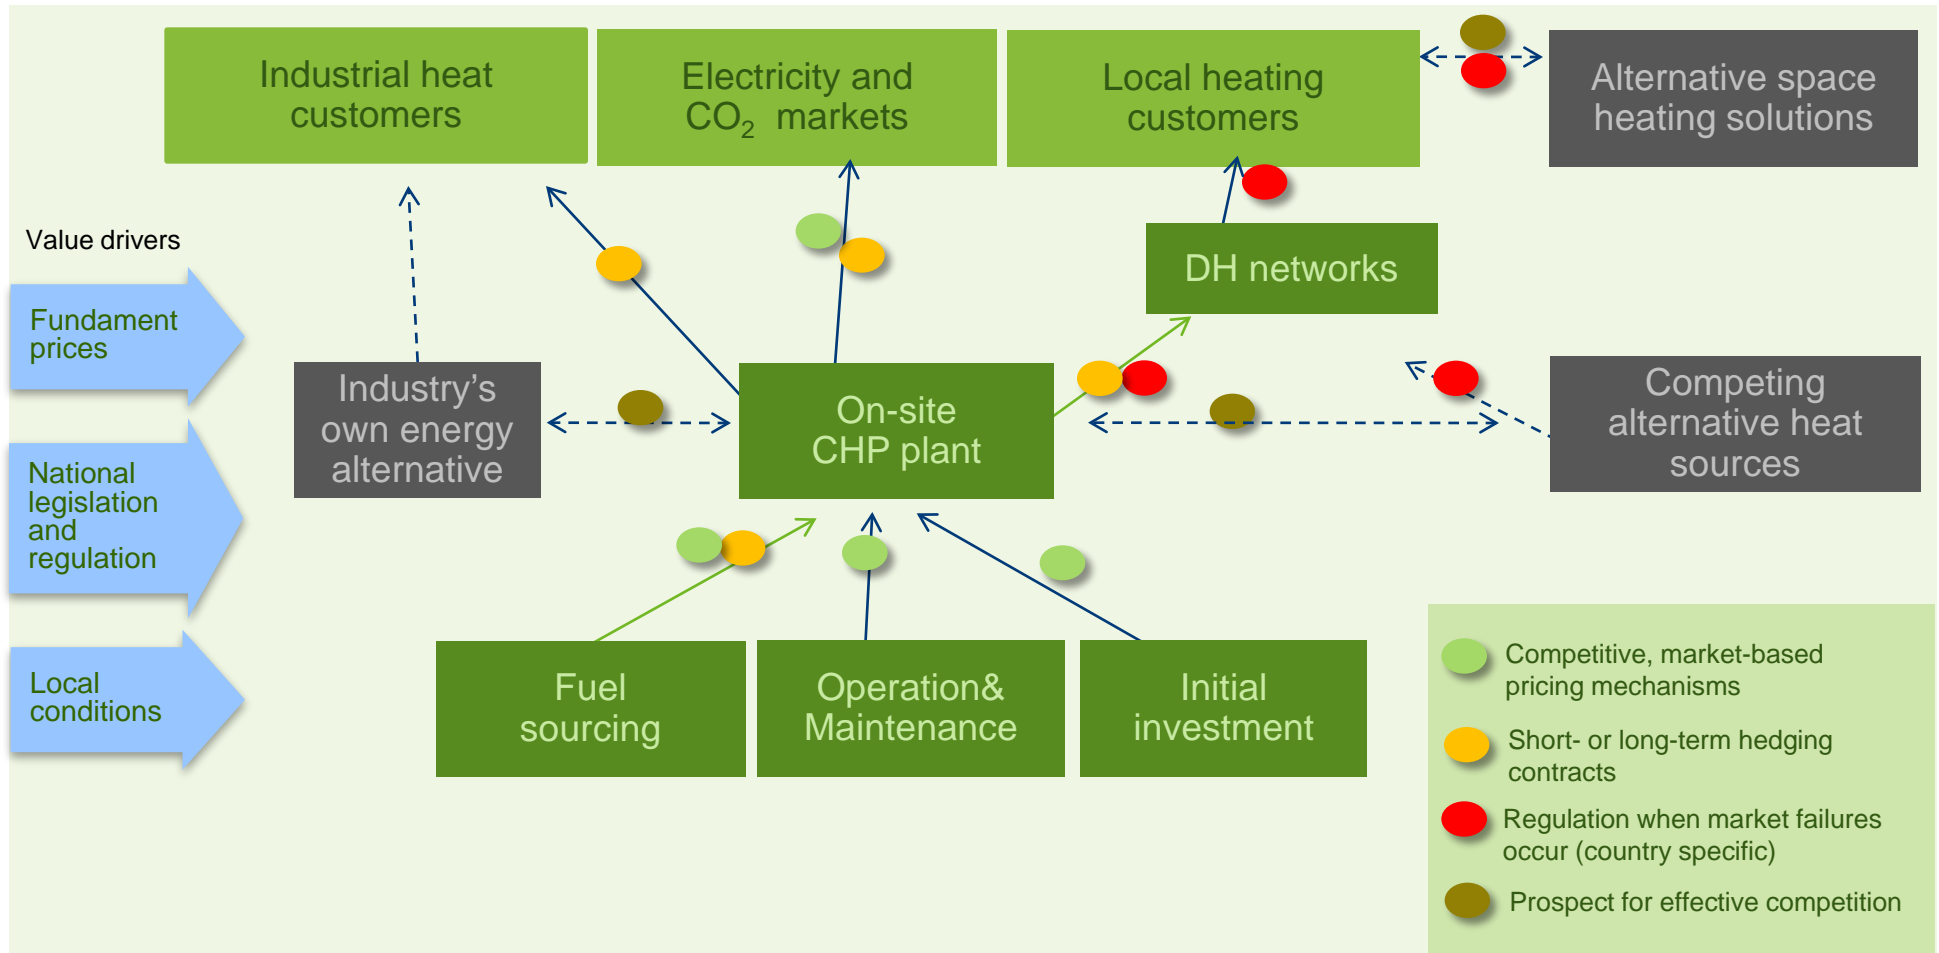 Industrial heat
customers
Electricity and
CO₂ markets
Local heating
customers
Alternative space
heating solutions
Value drivers
DH networks
Fundament
prices
Industry’s
own energy
alternative
On-site
CHP plant
Competing
alternative heat
sources
National
legislation
and
regulation
Local
conditions
Fuel
sourcing
Operation&
Maintenance
Initial
investment
Competitive, market-based
pricing mechanisms
Short- or long-term hedging
contracts
Regulation when market failures
occur (country specific)
Prospect for effective competition